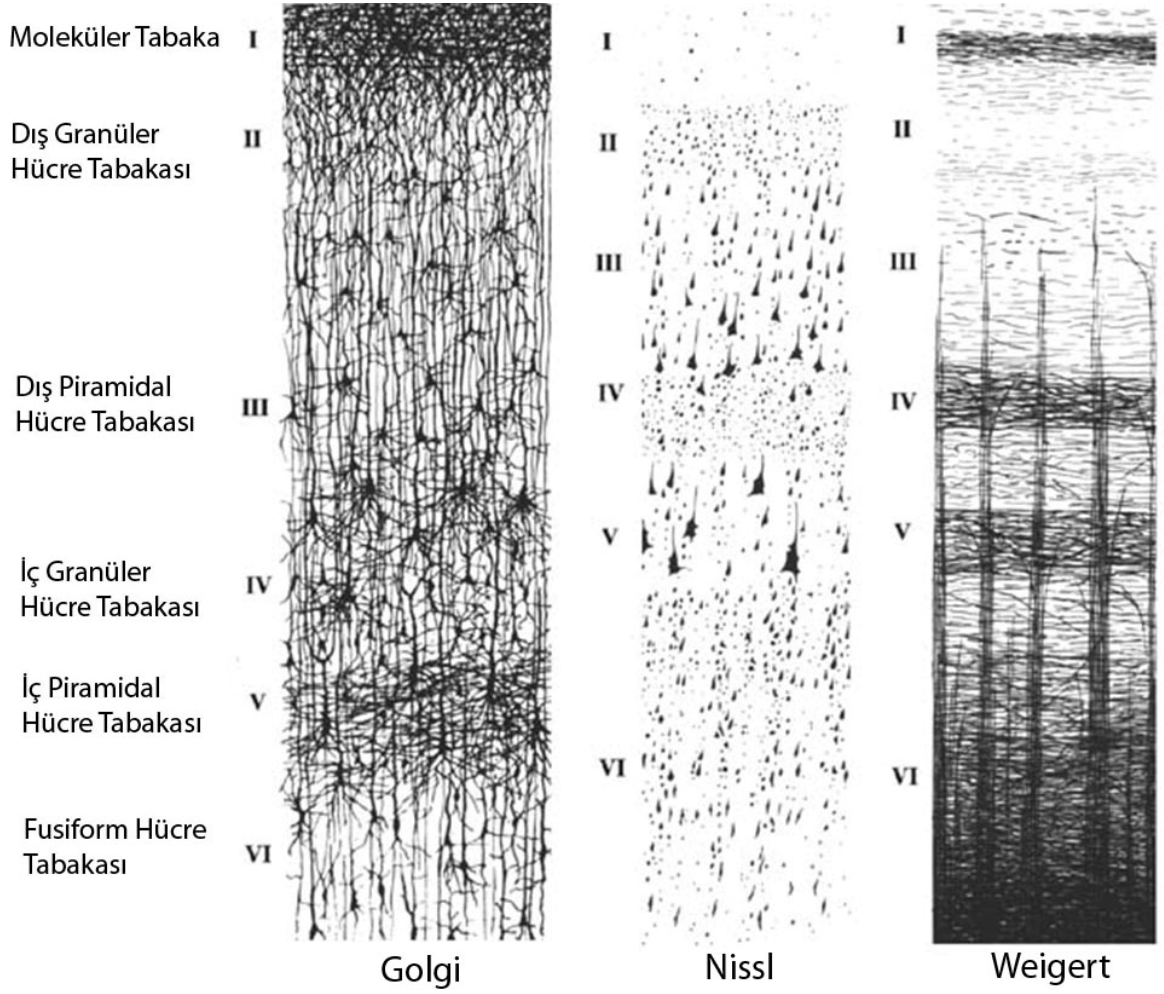 Moleküler Tabaka
I
I
I
Dış Granüler
Hücre Tabakası
II
II
II
III
III
Dış Piramidal
Hücre Tabakası
III
IV
IV
İç Granüler
Hücre Tabakası
IV
V
V
İç Piramidal
Hücre Tabakası
V
VI
VI
Fusiform Hücre
Tabakası
VI
Golgi
Nissl
Weigert